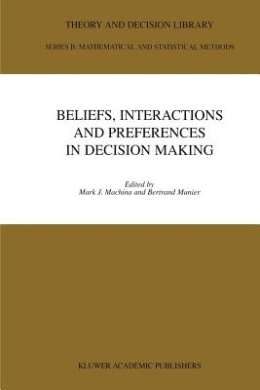 THEORY AND DECISION LIBRARY
SERIES B: MATHEMATICAL AND STATISTICAL METHODS
BELIEFS, INTERACTIONS
AND PREFERENCES
IN DECISION MAKING
Edited by
Mark J. Machina and Bertrand Munier
KLUWER ACADEMIC PUBLISHERS